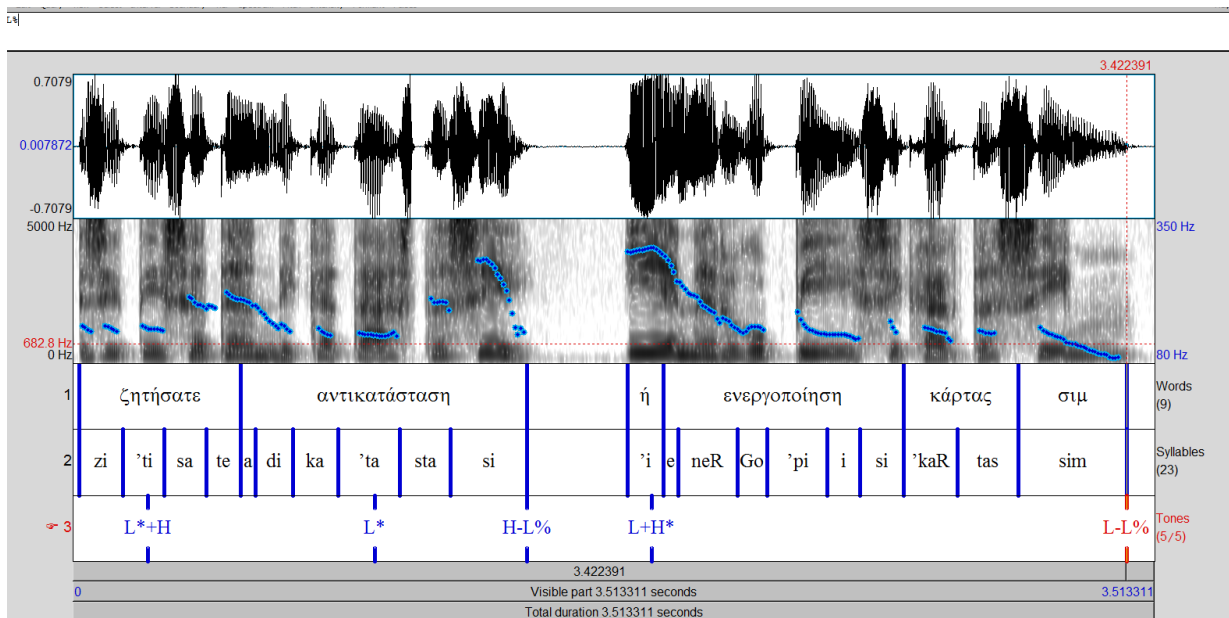 L%
3.422391
0.7079
0.007872
-0.7079
5000 Hz
350 Hz
682.8 Hz
0 Hz
80 Hz
1 ζητήσατε αντικατάσταση ή ενεργοποίηση κάρτας σιμ Words (9)
2 zi 'ti sa te a di ka 'ta sta si 'i e neR Go 'pi i si 'kaR tas sim Syllables (23)
3 L*+H L* H-L% L+H* L-L% Tones (5/5)
3.422391
0 Visible part 3.513311 seconds 3.513311
Total duration 3.513311 seconds